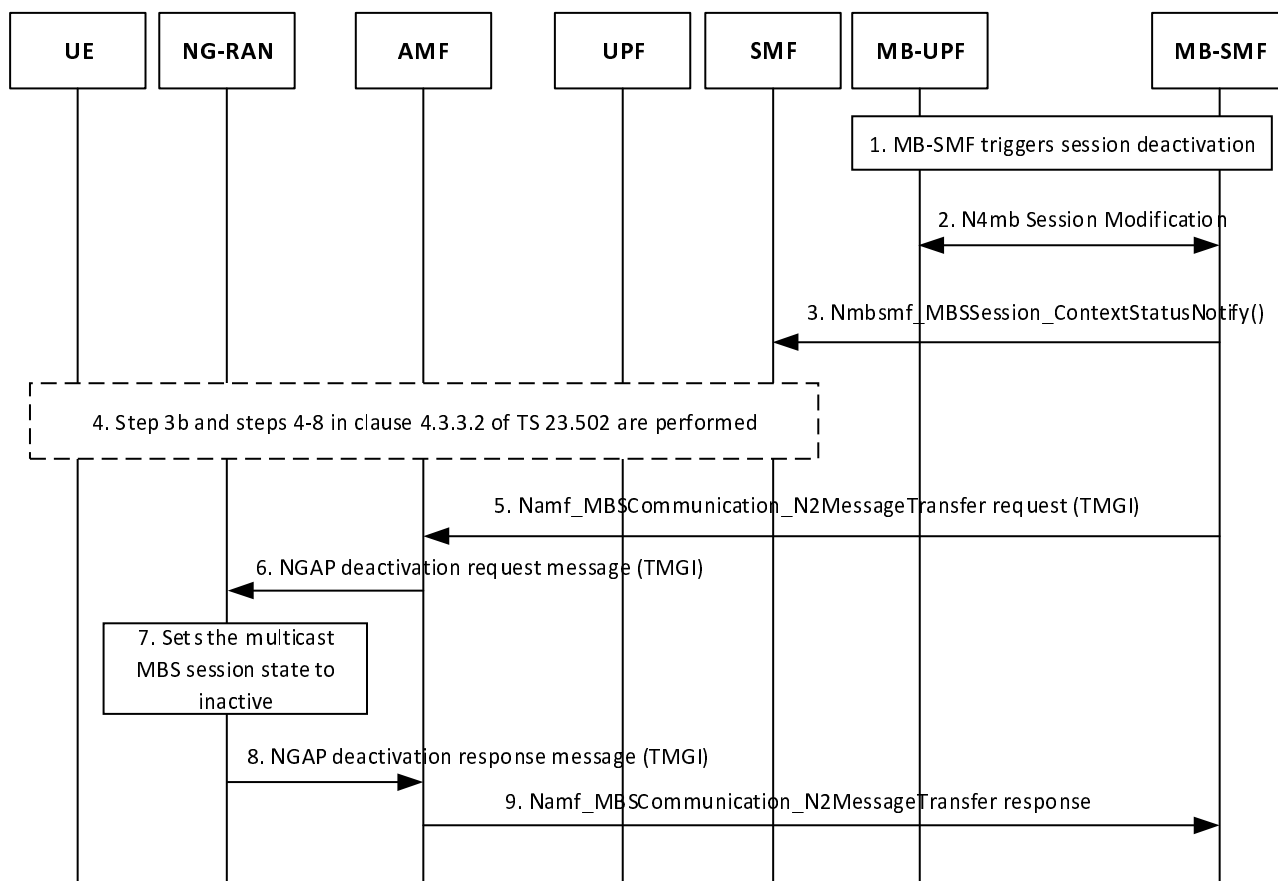 UE
NG-RAN
AMF
UPF
SMF
MB-UPF
MB-SMF
1. MB-SMF triggers session deactivation
2. N4mb Session Modification
3. Nmbsmf_MBSSession_ContextStatusNotify()
4. Step 3b and steps 4-8 in clause 4.3.3.2 of TS 23.502 are performed
5. Namf_MBSCommunication_N2MessageTransfer request (TMGI)
6. NGAP deactivation request message (TMGI)
7. Sets the multicast
MBS session state to
inactive
8. NGAP deactivation response message (TMGI)
9. Namf_MBSCommunication_N2MessageTransfer response